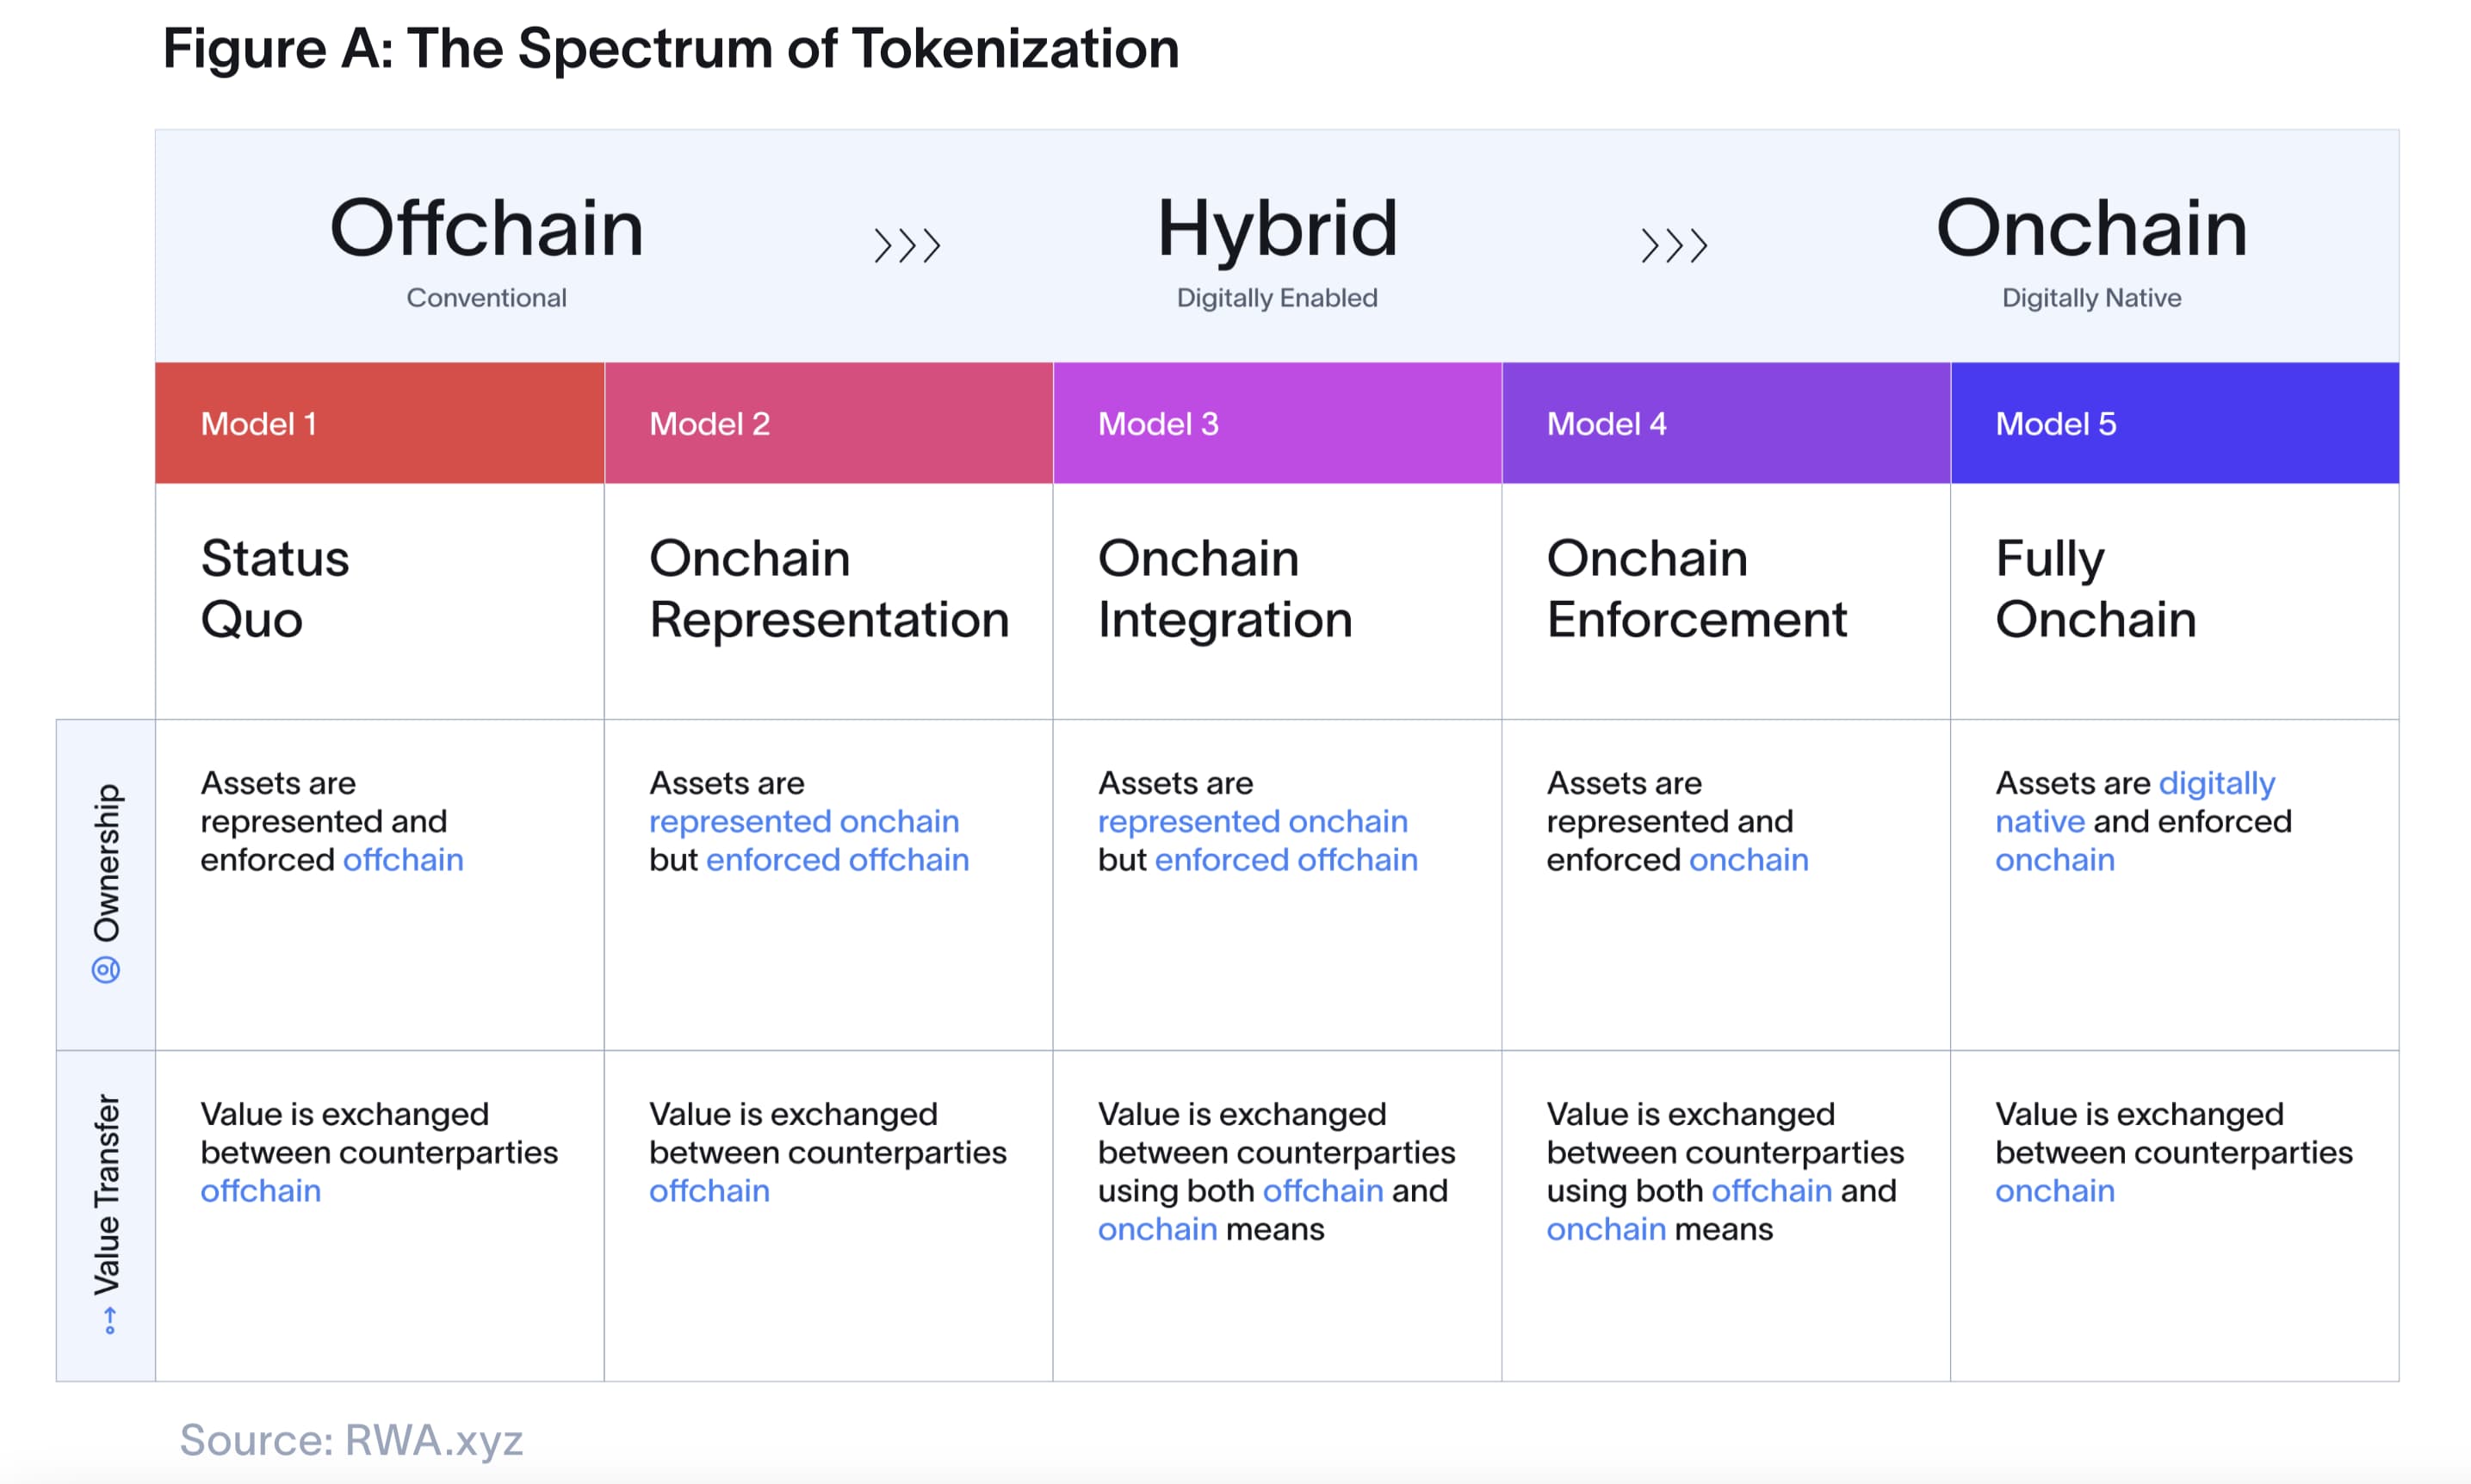 Figure A: The Spectrum of Tokenization
Offchain
Conventional
Hybrid
Digitally Enabled
Onchain
Digitally Native
Model 1
Model 2
Model 3
Model 4
Model 5
Status
Quo
Onchain
Representation
Onchain
Integration
Onchain
Enforcement
Fully
Onchain
Ownership
Assets are
represented and
enforced offchain
Assets are
represented onchain
but enforced offchain
Assets are
represented onchain
but enforced offchain
Assets are
represented and
enforced onchain
Assets are digitally
native and enforced
onchain
Value Transfer
Value is exchanged
between counterparties
offchain
Value is exchanged
between counterparties
offchain
Value is exchanged
between counterparties
using both offchain and
onchain means
Value is exchanged
between counterparties
using both offchain and
onchain means
Value is exchanged
between counterparties
onchain
Source: RWA.xyz